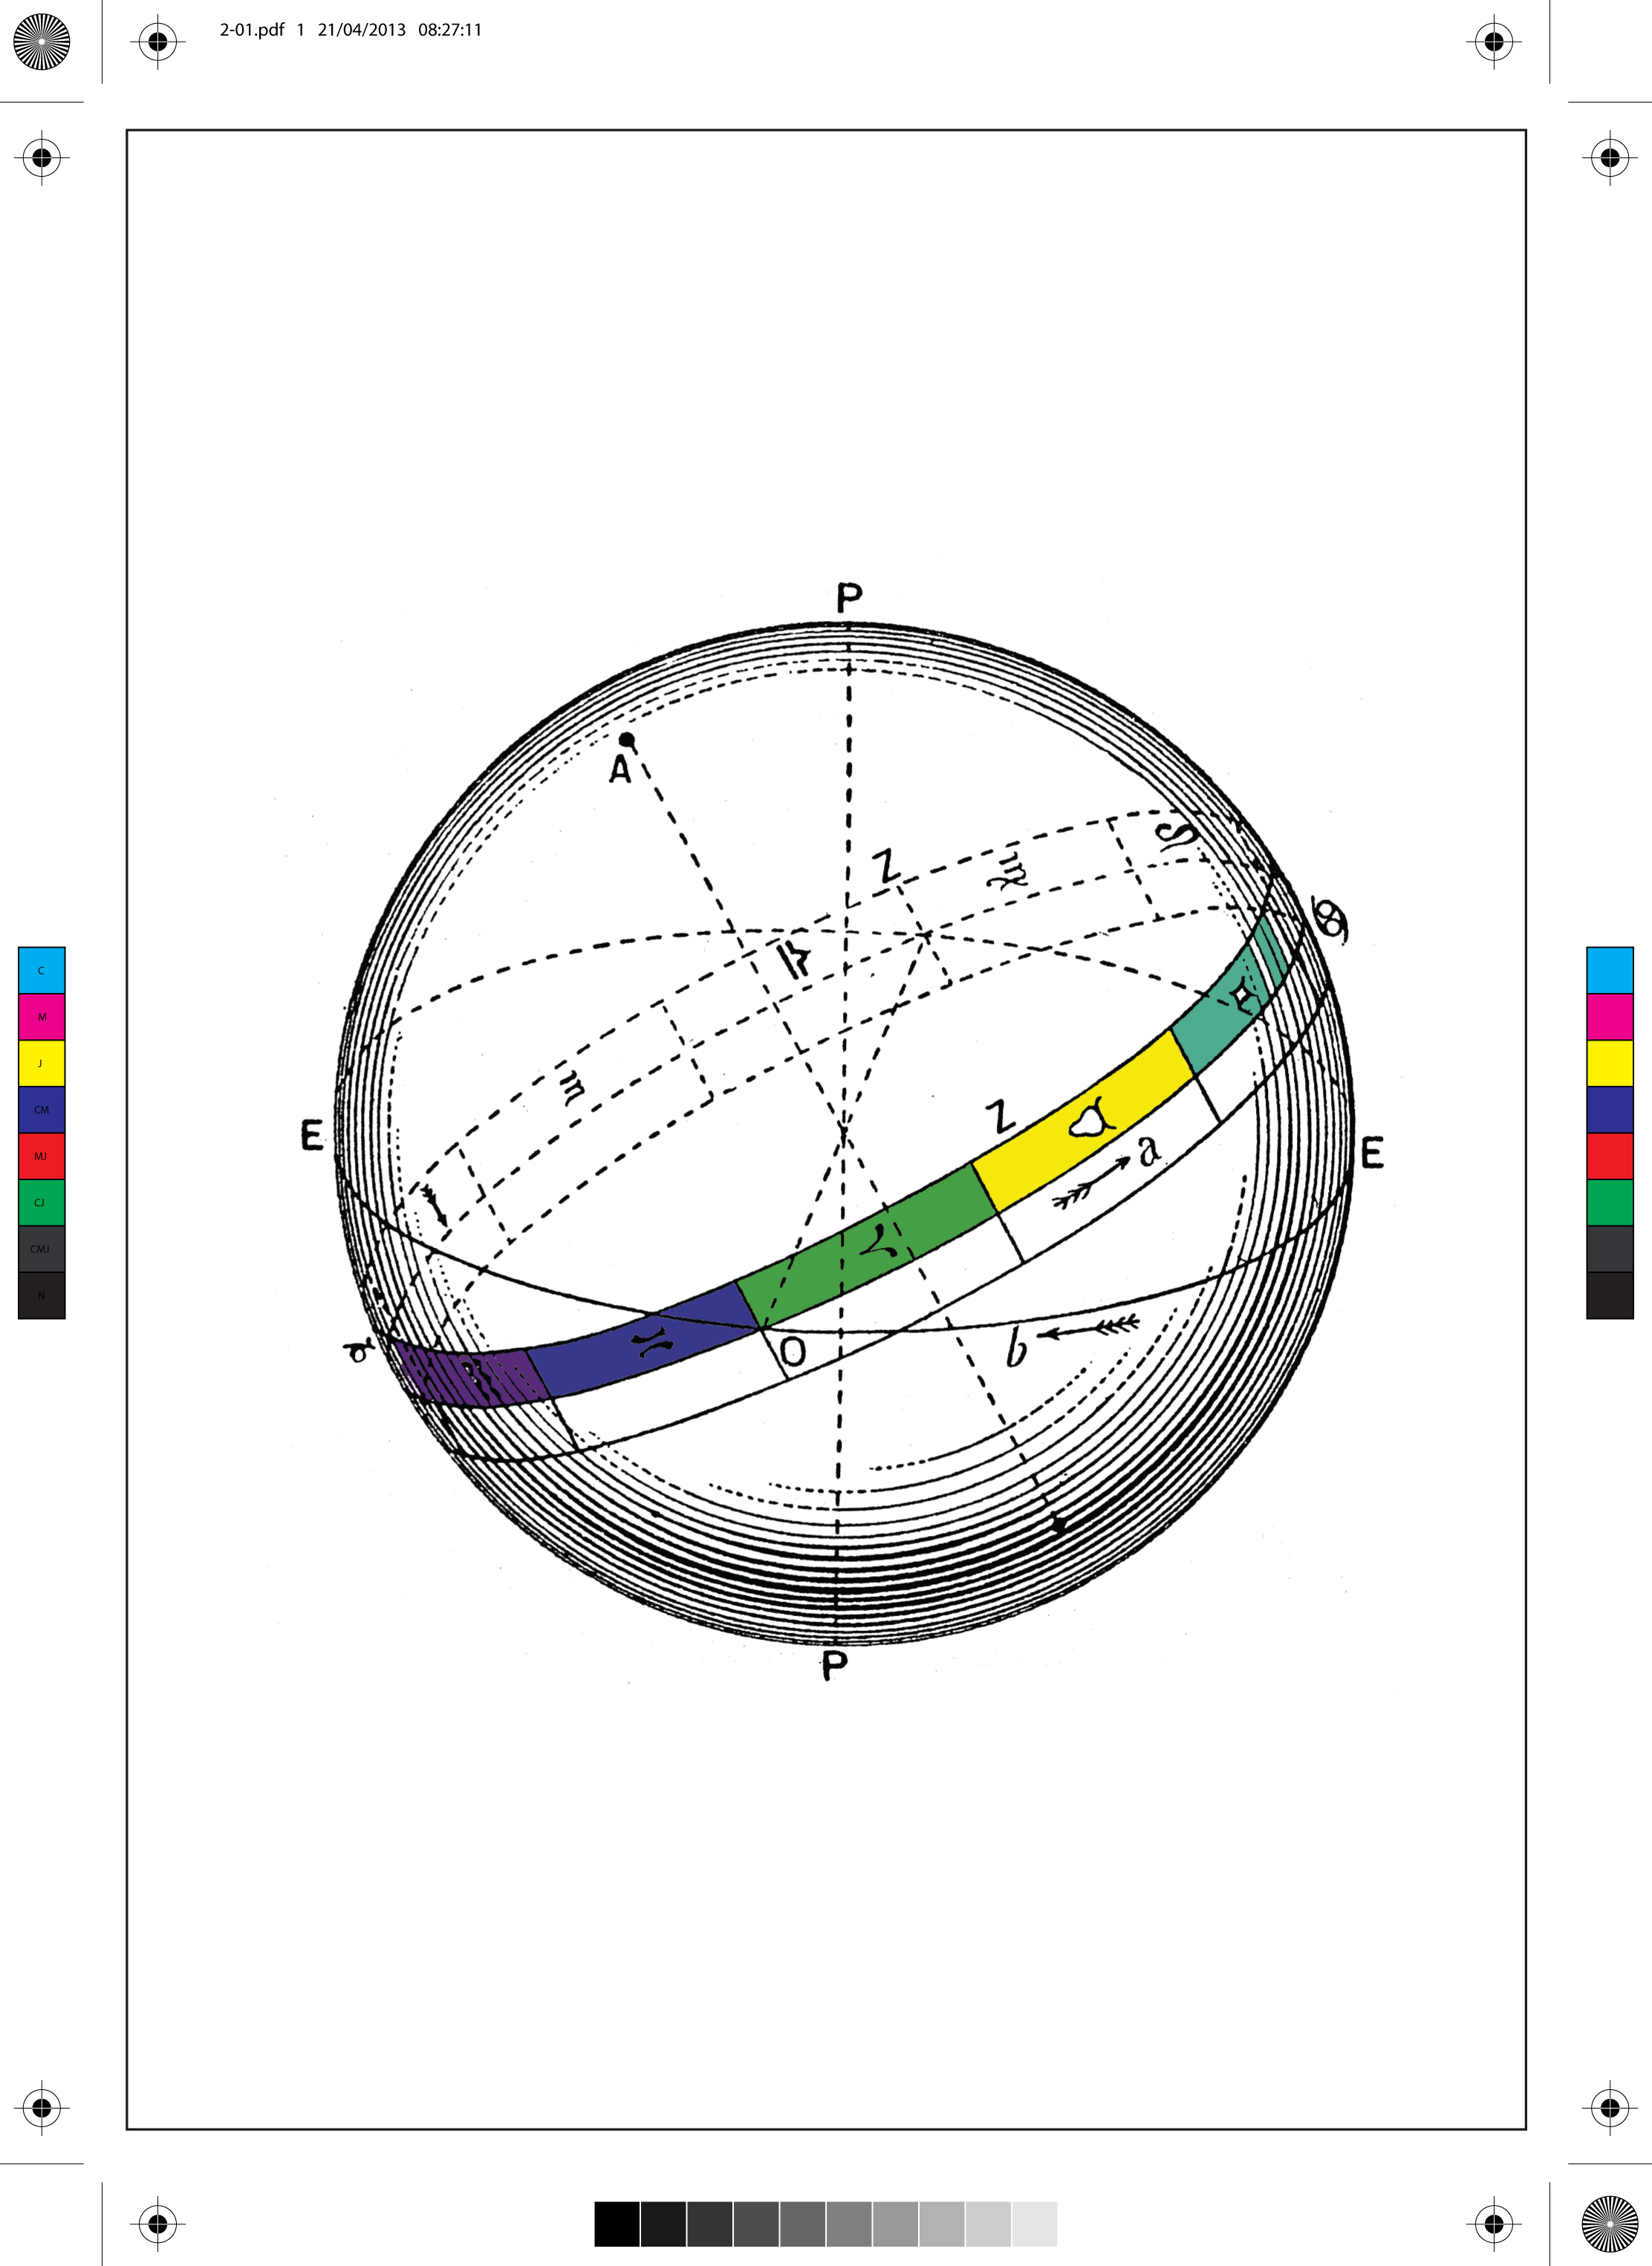 2-01.pdf 1 21/04/2013 08:27:11
P
A
Z
♌
♍
♋
♎
C
M
J
CM
MJ
CJ
CMJ
N
♏
E
Z
♉
a
E
♈
♓
O
b
P